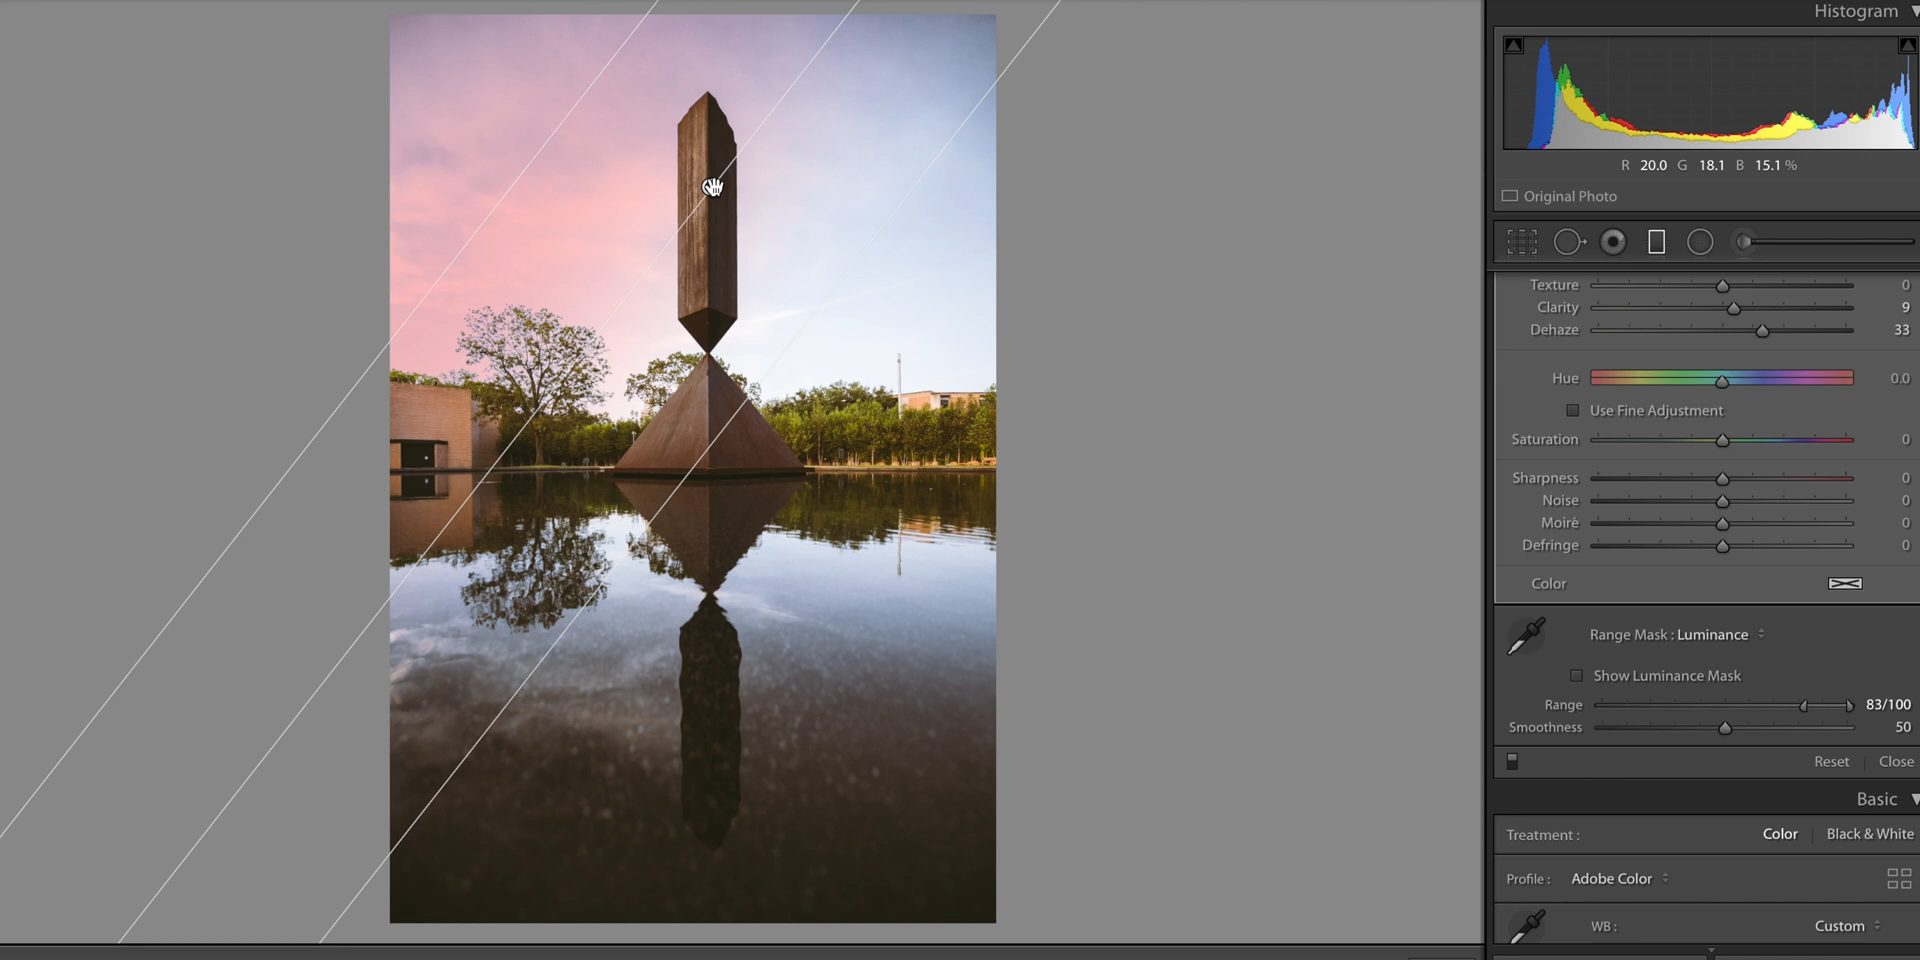 Histogram
R 20.0 G 18.1 B 15.1 %
Original Photo
Texture 0
Clarity 9
Dehaze 33
Hue 0.0
Use Fine Adjustment
Saturation 0
Sharpness 0
Noise 0
Moiré 0
Defringe 0
Color
Range Mask : Luminance
Show Luminance Mask
Range 83/100
Smoothness 50
Reset Close
Basic
Treatment : Color Black & White
Profile : Adobe Color
WB : Custom